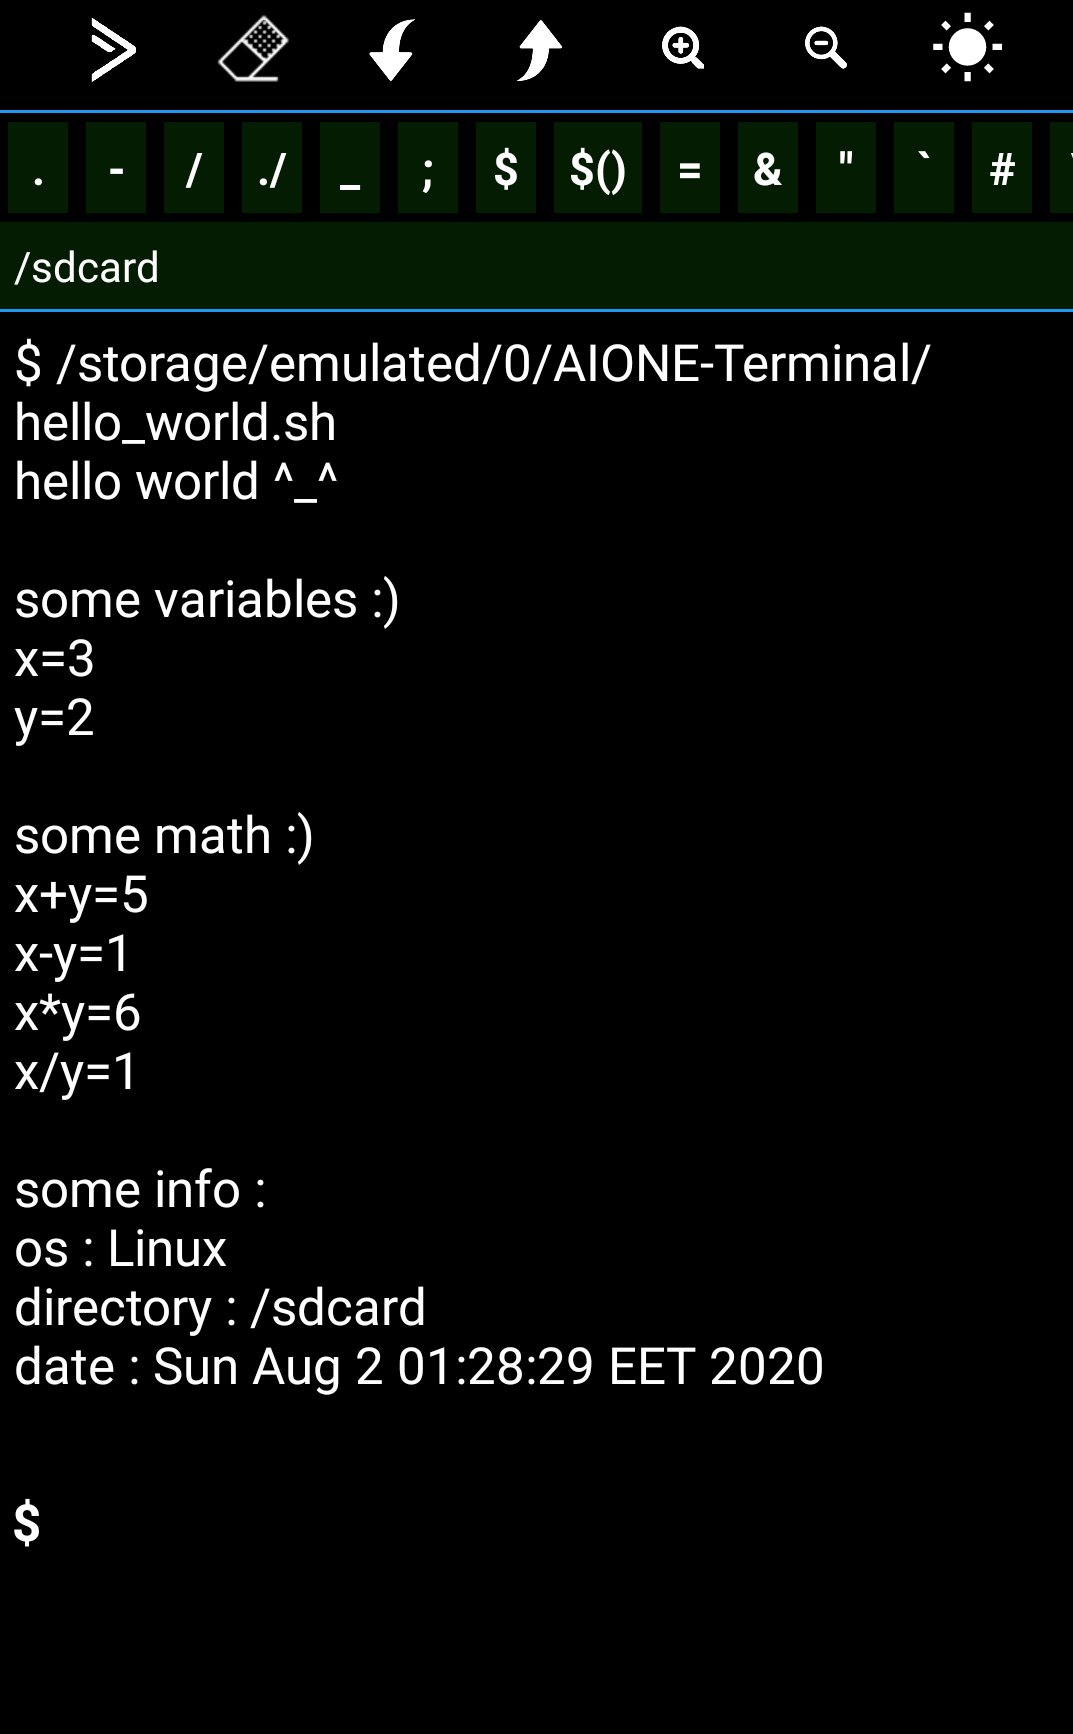 . - / ./ _ ; $ $() = & " ` #
/sdcard
$ /storage/emulated/0/AIONE-Terminal/
hello_world.sh
hello world ^_^
some variables :)
x=3
y=2
some math :)
x+y=5
x-y=1
x*y=6
x/y=1
some info :
os : Linux
directory : /sdcard
date : Sun Aug 2 01:28:29 EET 2020
$